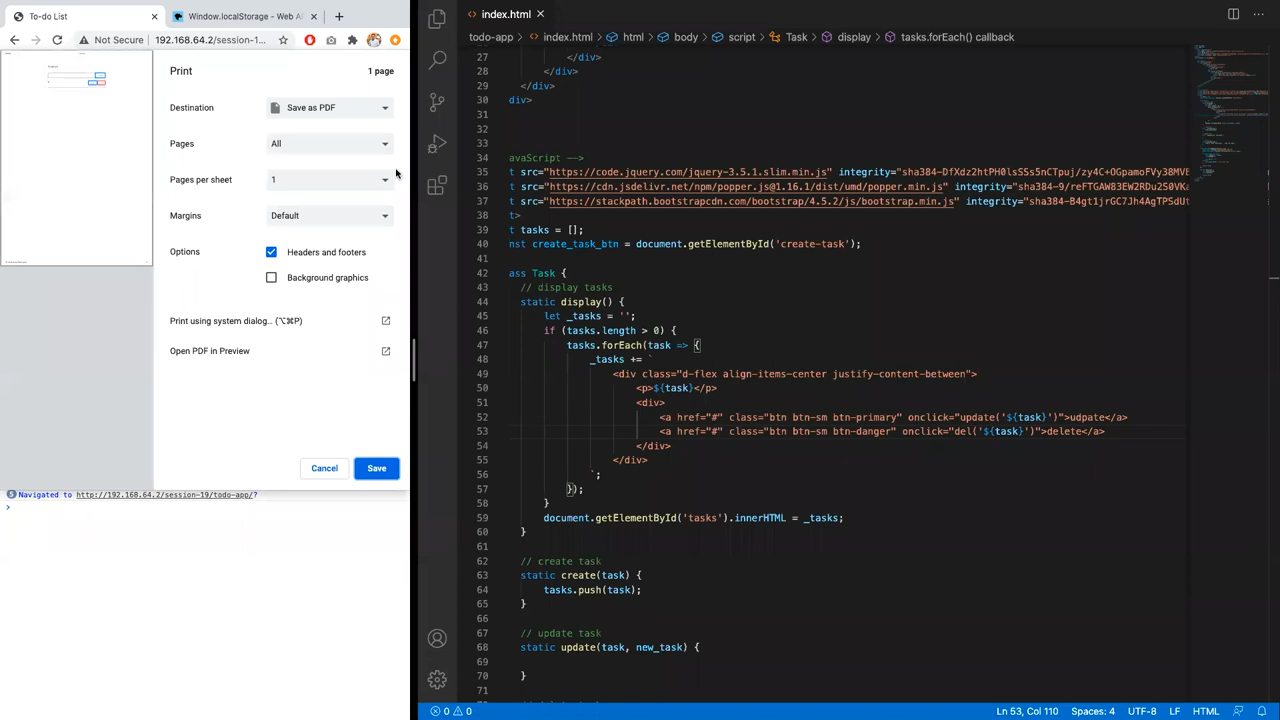 To-do List
Window.localStorage - Web A
Not Secure
192.168.64.2/session-1...
Print
1 page
Destination
Save as PDF
Pages
All
Pages per sheet
1
Margins
Default
Options
Headers and footers
Background graphics
Print using system dialog... (⌥⌘P)
Open PDF in Preview
Cancel
Save
5 Navigated to http://192.168.64.2/session-19/todo-app/?
>
index.html
todo-app > index.html > html > body > script > Task > display > tasks.forEach() callback
27 </div>
28 </div>
29 </div>
30 div>
31
32
33
34 avaScript -->
35 t src="https://code.jquery.com/jquery-3.5.1.slim.min.js" integrity="sha384-DfXdz2htPH0lsSSs5nCTpuj/zy4C+OGpamoFVy38MVB
36 t src="https://cdn.jsdelivr.net/npm/popper.js@1.16.1/dist/umd/popper.min.js" integrity="sha384-9/reFTGAW83EW2RDu2S0VKa
37 t src="https://stackpath.bootstrapcdn.com/bootstrap/4.5.2/js/bootstrap.min.js" integrity="sha384-B4gt1jrGC7Jh4AgTPSdUt
38 t>
39 t tasks = [];
40 nst create_task_btn = document.getElementById('create-task');
41
42 ass Task {
43 // display tasks
44 static display() {
45 let _tasks = '';
46 if (tasks.length > 0) {
47 tasks.forEach(task => {
48 _tasks += `
49 <div class="d-flex align-items-center justify-content-between">
50 <p>${task}</p>
51 <div>
52 <a href="#" class="btn btn-sm btn-primary" onclick="update('${task}')">udpate</a>
53 <a href="#" class="btn btn-sm btn-danger" onclick="del('${task}')">delete</a>
54 </div>
55 </div>
56 `;
57 });
58 }
59 document.getElementById('tasks').innerHTML = _tasks;
60 }
61
62 // create task
63 static create(task) {
64 tasks.push(task);
65 }
66
67 // update task
68 static update(task, new_task) {
69
70 }
71
0 0
Ln 53, Col 110
Spaces: 4
UTF-8
LF
HTML